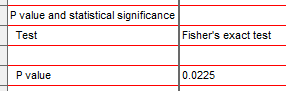 P value and statistical significance
Test Fisher's exact test
P value 0.0225